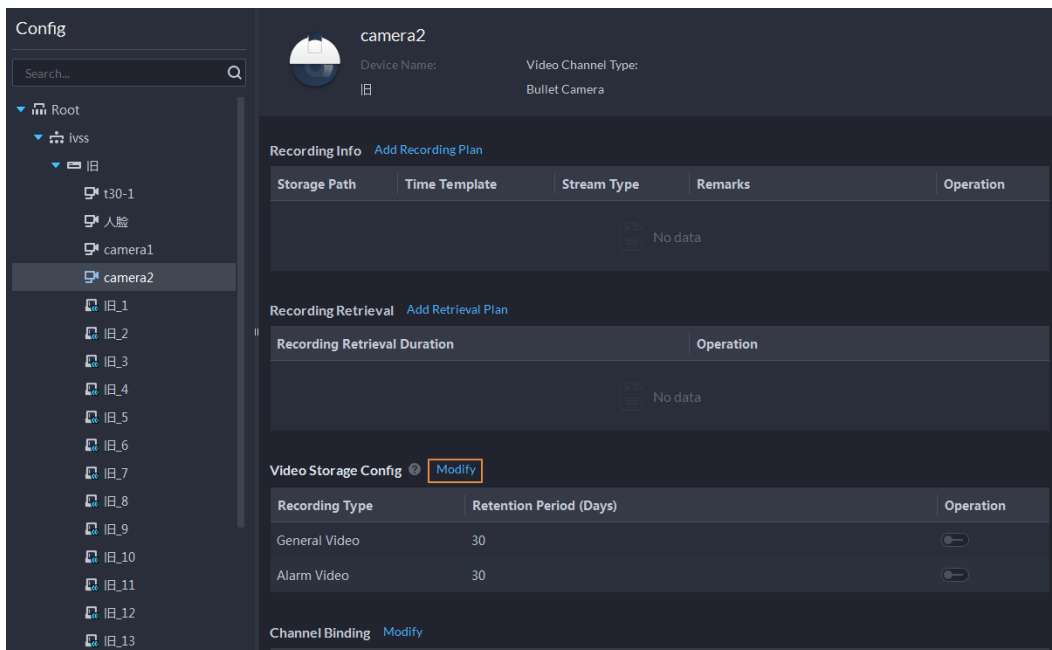 Config
Search...
Root
ivss
旧
t30-1
人脸
camera1
camera2
旧_1
旧_2
旧_3
旧_4
旧_5
旧_6
旧_7
旧_8
旧_9
旧_10
旧_11
旧_12
旧_13
camera2
Device Name: Video Channel Type:
旧 Bullet Camera
Recording Info Add Recording Plan
Storage Path Time Template Stream Type Remarks Operation
No data
Recording Retrieval Add Retrieval Plan
Recording Retrieval Duration Operation
No data
Video Storage Config ? Modify
Recording Type Retention Period (Days) Operation
General Video 30
Alarm Video 30
Channel Binding Modify